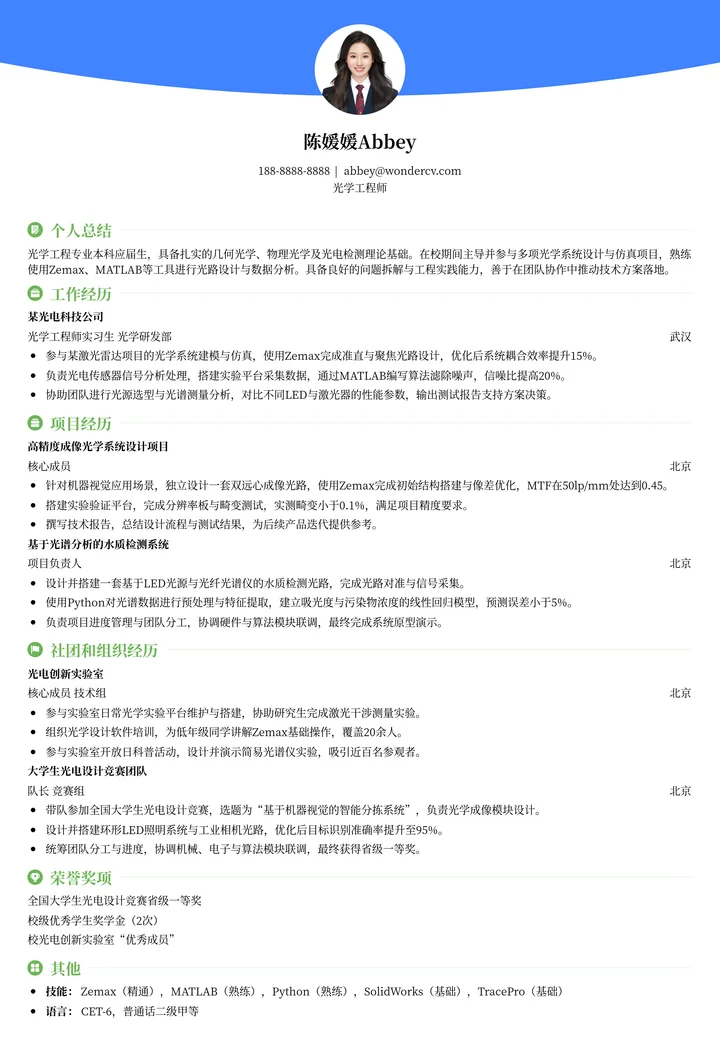 陈媛媛Abbey
188-8888-8888 | abbey@wondercv.com
光学工程师
个人总结
光学工程专业本科应届生，具备扎实的几何光学、物理光学及光电检测理论基础。在校期间主导并参与多项光学系统设计与仿真项目，熟练
使用Zemax、MATLAB等工具进行光路设计与数据分析。具备良好的问题拆解与工程实践能力，善于在团队协作中推动技术方案落地。
工作经历
某光电科技公司
光学工程师实习生 光学研发部 武汉
参与某激光雷达项目的光学系统建模与仿真，使用Zemax完成准直与聚焦光路设计，优化后系统耦合效率提升15%。
负责光电传感器信号分析处理，搭建实验平台采集数据，通过MATLAB编写算法滤除噪声，信噪比提高20%。
协助团队进行光源选型与光谱测量分析，对比不同LED与激光器的性能参数，输出测试报告支持方案决策。
项目经历
高精度成像光学系统设计项目
核心成员 北京
针对机器视觉应用场景，独立设计一套双远心成像光路，使用Zemax完成初始结构搭建与像差优化，MTF在50lp/mm处达到0.45。
搭建实验验证平台，完成分辨率板与畸变测试，实测畸变小于0.1%，满足项目精度要求。
撰写技术报告，总结设计流程与测试结果，为后续产品迭代提供参考。
基于光谱分析的水质检测系统
项目负责人 北京
设计并搭建一套基于LED光源与光纤光谱仪的水质检测光路，完成光路对准与信号采集。
使用Python对光谱数据进行预处理与特征提取，建立吸光度与污染物浓度的线性回归模型，预测误差小于5%。
负责项目进度管理与团队分工，协调硬件与算法模块联调，最终完成系统原型演示。
社团和组织经历
光电创新实验室
核心成员 技术组 北京
参与实验室日常光学实验平台维护与搭建，协助研究生完成激光干涉测量实验。
组织光学设计软件培训，为低年级同学讲解Zemax基础操作，覆盖20余人。
参与实验室开放日科普活动，设计并演示简易光谱仪实验，吸引近百名参观者。
大学生光电设计竞赛团队
队长 竞赛组 北京
带队参加全国大学生光电设计竞赛，选题为“基于机器视觉的智能分拣系统”，负责光学成像模块设计。
设计并搭建环形LED照明系统与工业相机光路，优化后目标识别准确率提升至95%。
统筹团队分工与进度，协调机械、电子与算法模块联调，最终获得省级一等奖。
荣誉奖项
全国大学生光电设计竞赛省级一等奖
校级优秀学生奖学金（2次）
校光电创新实验室“优秀成员”
其他
技能： Zemax（精通），MATLAB（熟练），Python（熟练），SolidWorks（基础），TracePro（基础）
语言： CET-6，普通话二级甲等